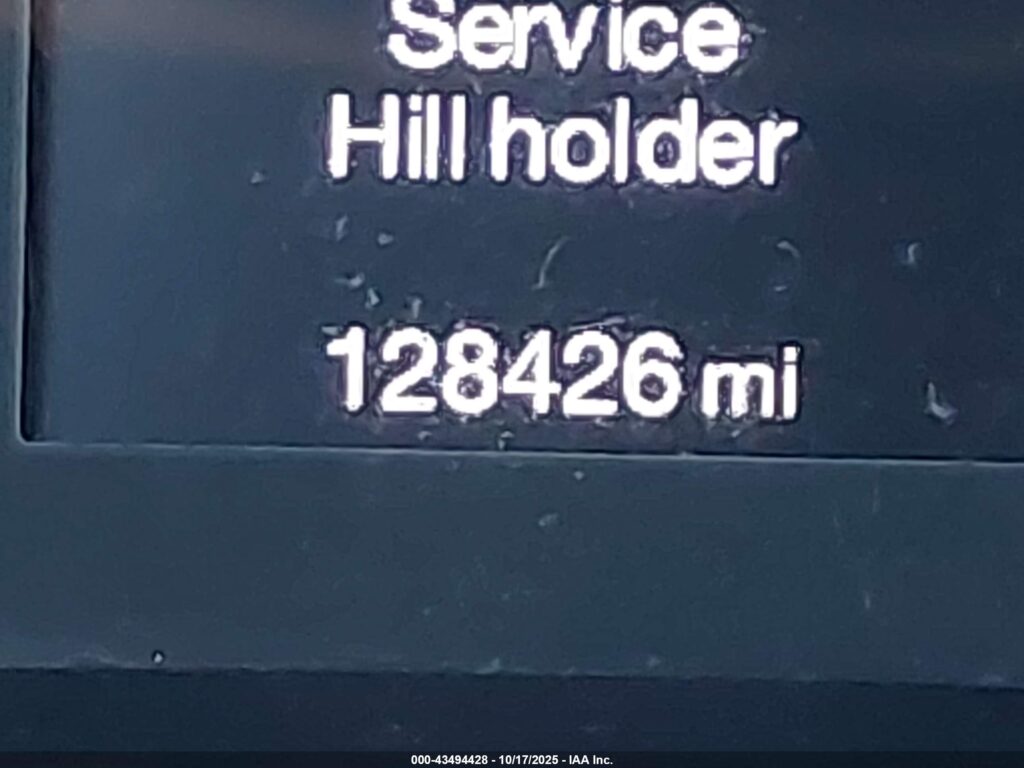 Service
Hill holder
128426 mi
000-43494428 - 10/17/2025 - IAA Inc.